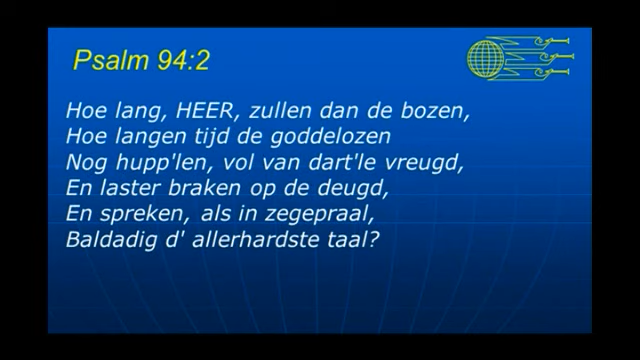 Psalm 94:2
Hoe lang, HEER, zullen dan de bozen,
Hoe langen tijd de goddelozen
Nog hupp'len, vol van dart'le vreugd,
En laster braken op de deugd,
En spreken, als in zegepraal,
Baldadig d' allerhardste taal?